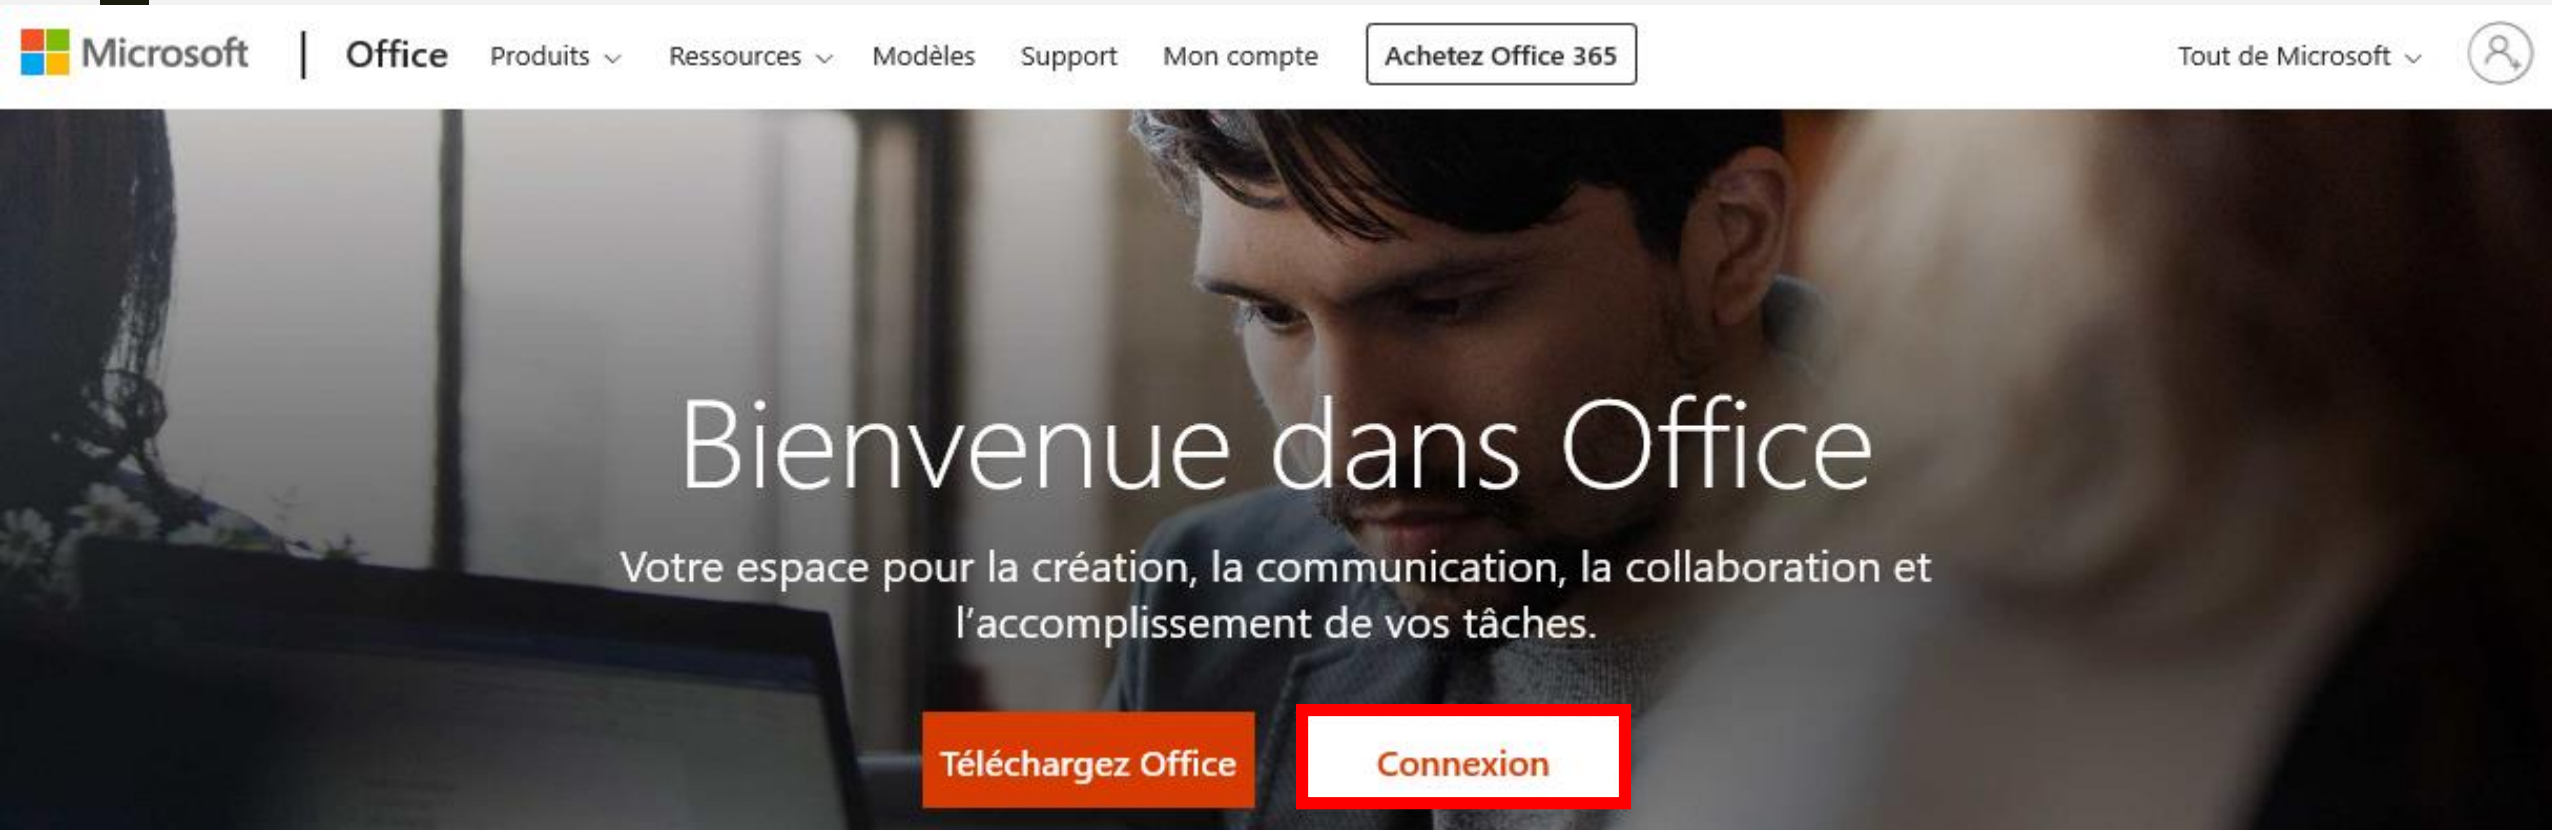 Microsoft | Office Produits Ressources Modèles Support Mon compte Achetez Office 365 Tout de Microsoft
Bienvenue dans Office
Votre espace pour la création, la communication, la collaboration et
l'accomplissement de vos tâches.
Téléchargez Office Connexion